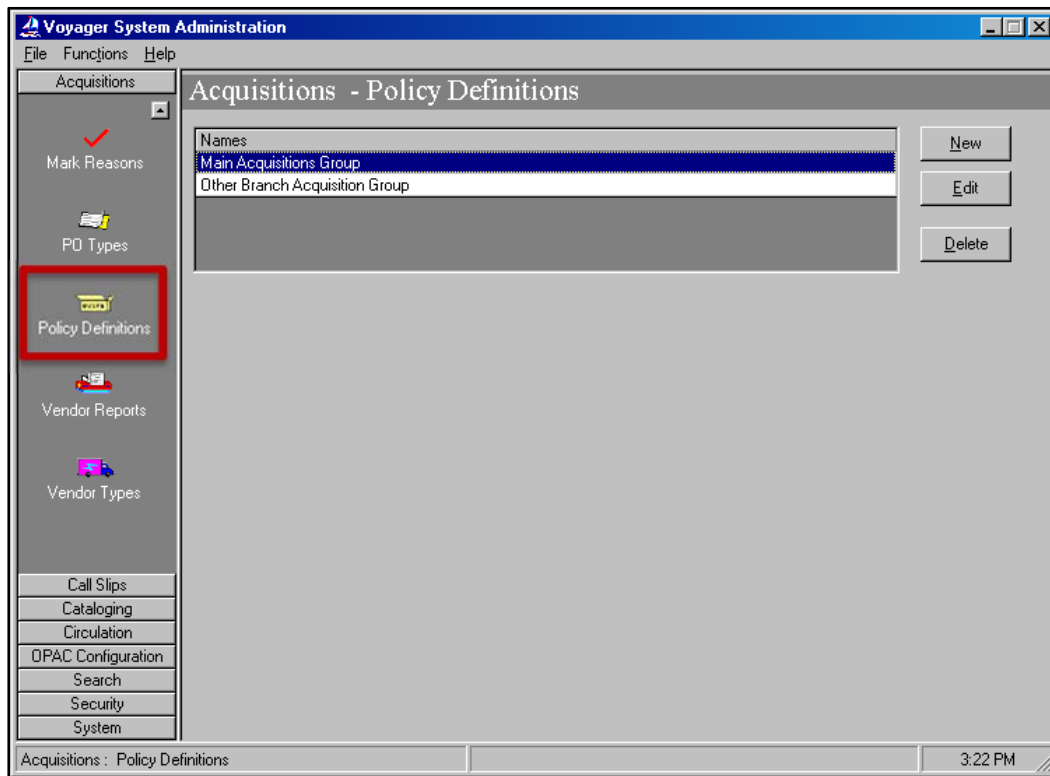 Voyager System Administration
File Functions Help
Acquisitions
Mark Reasons
PO Types
Policy Definitions
Vendor Reports
Vendor Types
Call Slips
Cataloging
Circulation
OPAC Configuration
Search
Security
System
Acquisitions - Policy Definitions
Names
Main Acquisitions Group
Other Branch Acquisition Group
New
Edit
Delete
Acquisitions : Policy Definitions
3:22 PM